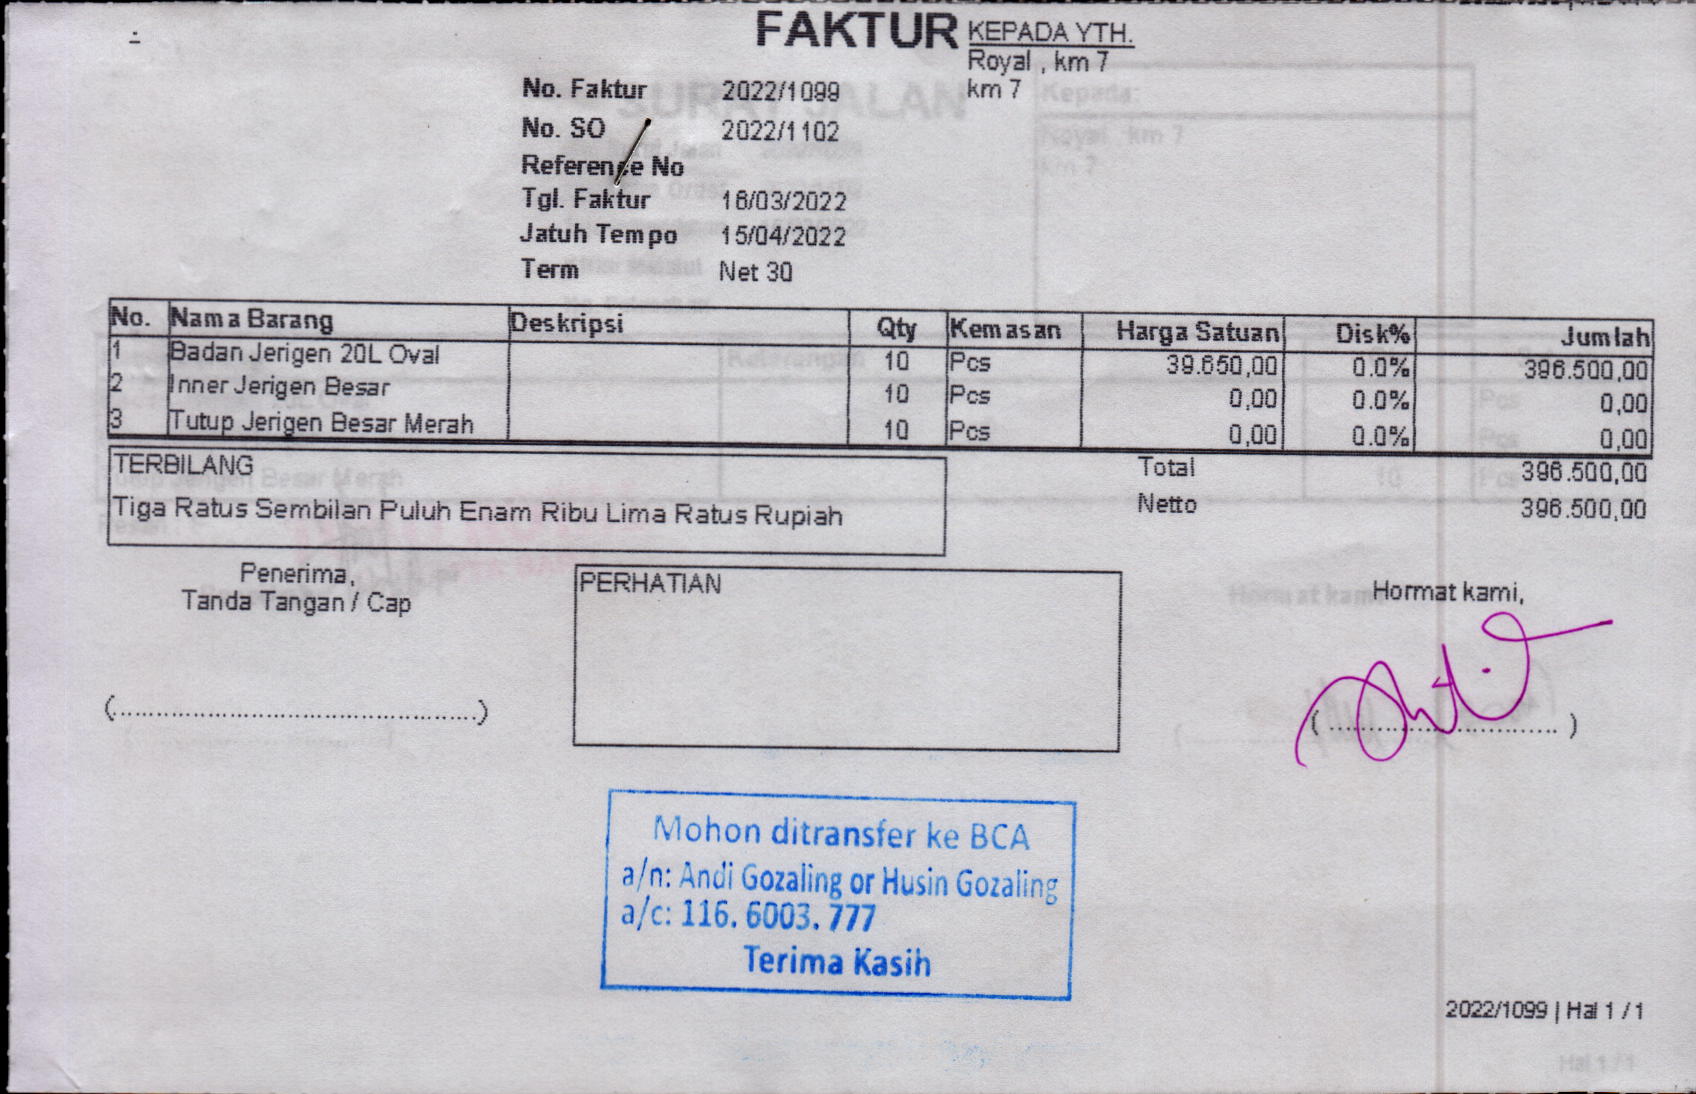 FAKTUR
KEPADA YTH.
Royal , km 7
km 7
No. Faktur 2022/1099
No. SO 2022/1102
Reference No
Tgl. Faktur 16/03/2022
Jatuh Tempo 15/04/2022
Term Net 30
No. Nama Barang Deskripsi Qty Kemasan Harga Satuan Disk% Jumlah
1 Badan Jerigen 20L Oval 10 Pcs 39.650,00 0.0% 396.500,00
2 Inner Jerigen Besar 10 Pcs 0,00 0.0% 0,00
3 Tutup Jerigen Besar Merah 10 Pcs 0,00 0.0% 0,00
TERBILANG
Tiga Ratus Sembilan Puluh Enam Ribu Lima Ratus Rupiah
Total 396.500,00
Netto 396.500,00
Penerima,
Tanda Tangan / Cap
(................................................)
PERHATIAN
Hormat kami,
(................................)
Mohon ditransfer ke BCA
a/n: Andi Gozaling or Husin Gozaling
a/c: 116. 6003. 777
Terima Kasih
2022/1099 | Hal 1 / 1